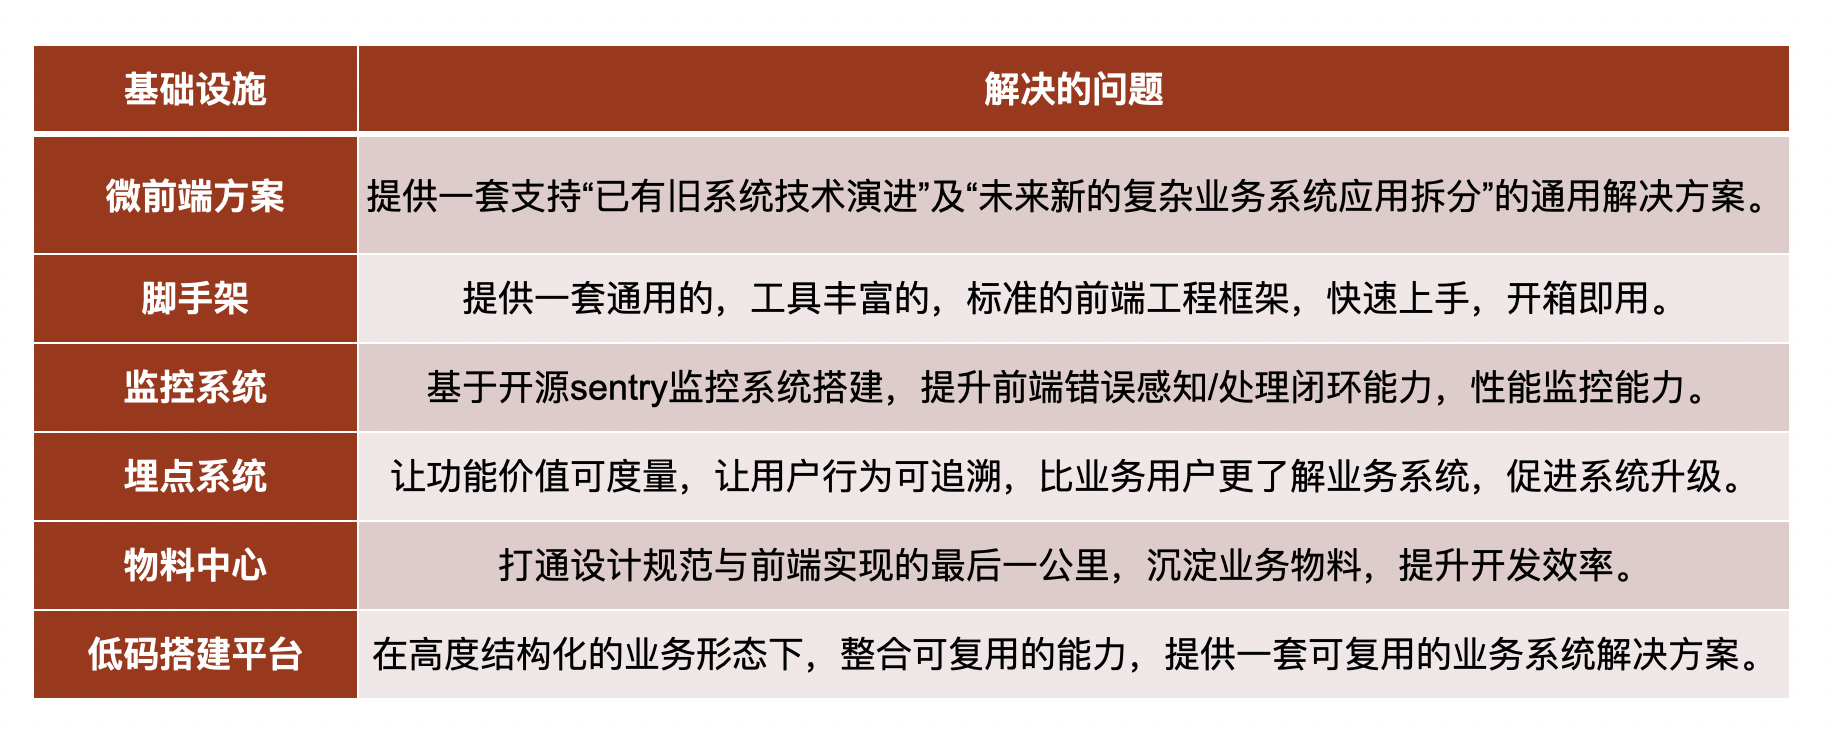 基础设施
解决的问题
微前端方案
提供一套支持“已有旧系统技术演进”及“未来新的复杂业务系统应用拆分”的通用解决方案。
脚手架
提供一套通用的，工具丰富的，标准的前端工程框架，快速上手，开箱即用。
监控系统
基于开源sentry监控系统搭建，提升前端错误感知/处理闭环能力，性能监控能力。
埋点系统
让功能价值可度量，让用户行为可追溯，比业务用户更了解业务系统，促进系统升级。
物料中心
打通设计规范与前端实现的最后一公里，沉淀业务物料，提升开发效率。
低码搭建平台
在高度结构化的业务形态下，整合可复用的能力，提供一套可复用的业务系统解决方案。